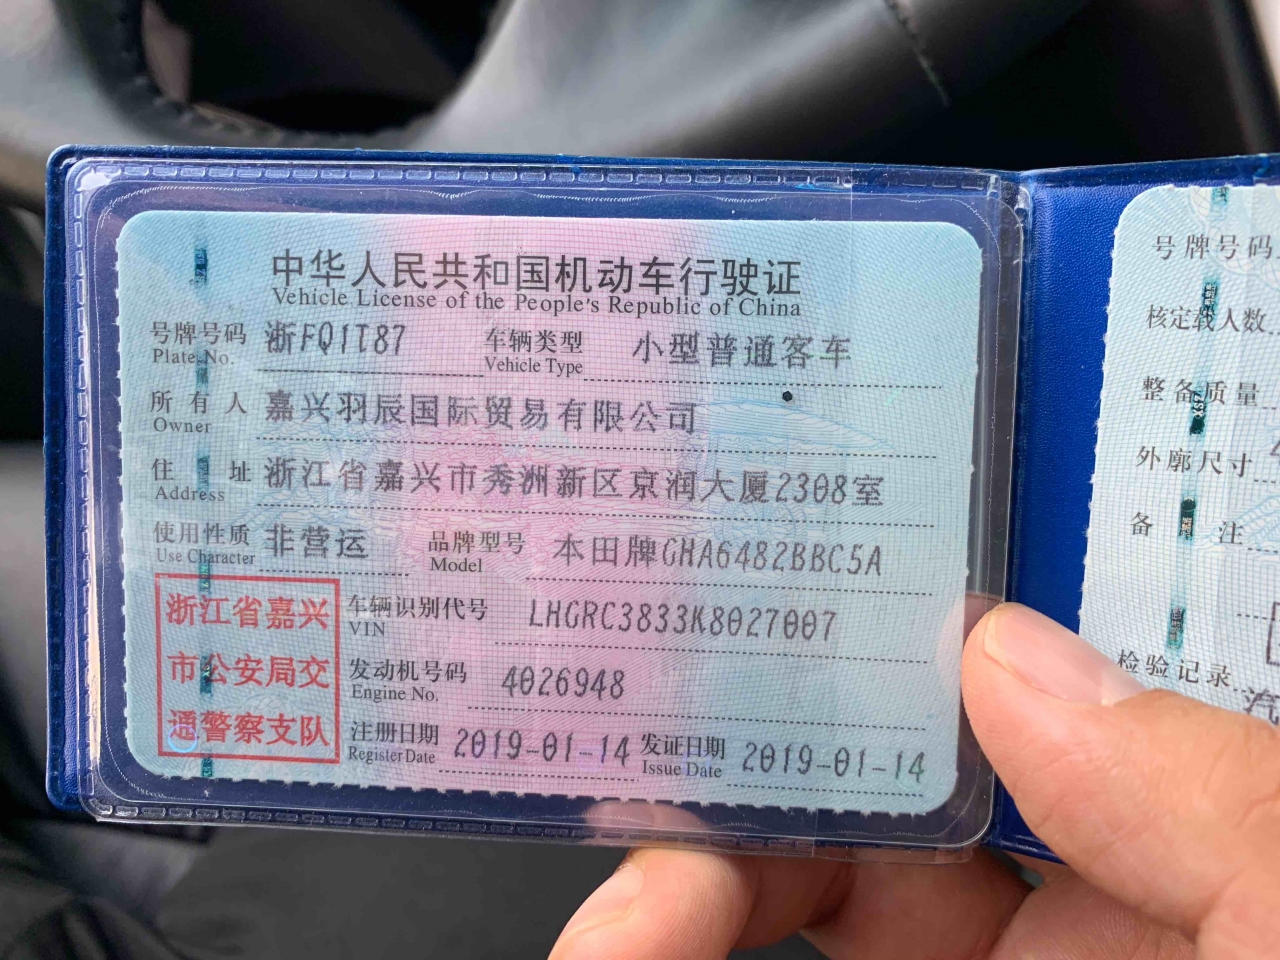 中华人民共和国机动车行驶证
Vehicle License of the People's Republic of China
号牌号码 浙FQ1T87 车辆类型 小型普通客车
Plate No. Vehicle Type
所有人 嘉兴羽辰国际贸易有限公司
Owner
住址 浙江省嘉兴市秀洲新区京润大厦2308室
Address
使用性质 非营运 品牌型号 本田牌GHA6482BBC5A
Use Character Model
浙江省嘉兴
市公安局交
通警察支队
车辆识别代号 LHGRC3833K8027007
VIN
发动机号码 4026948
Engine No.
注册日期 2019-01-14 发证日期 2019-01-14
Register Date Issue Date
号牌号码
核定载人数
整备质量
外廓尺寸
备注
检验记录